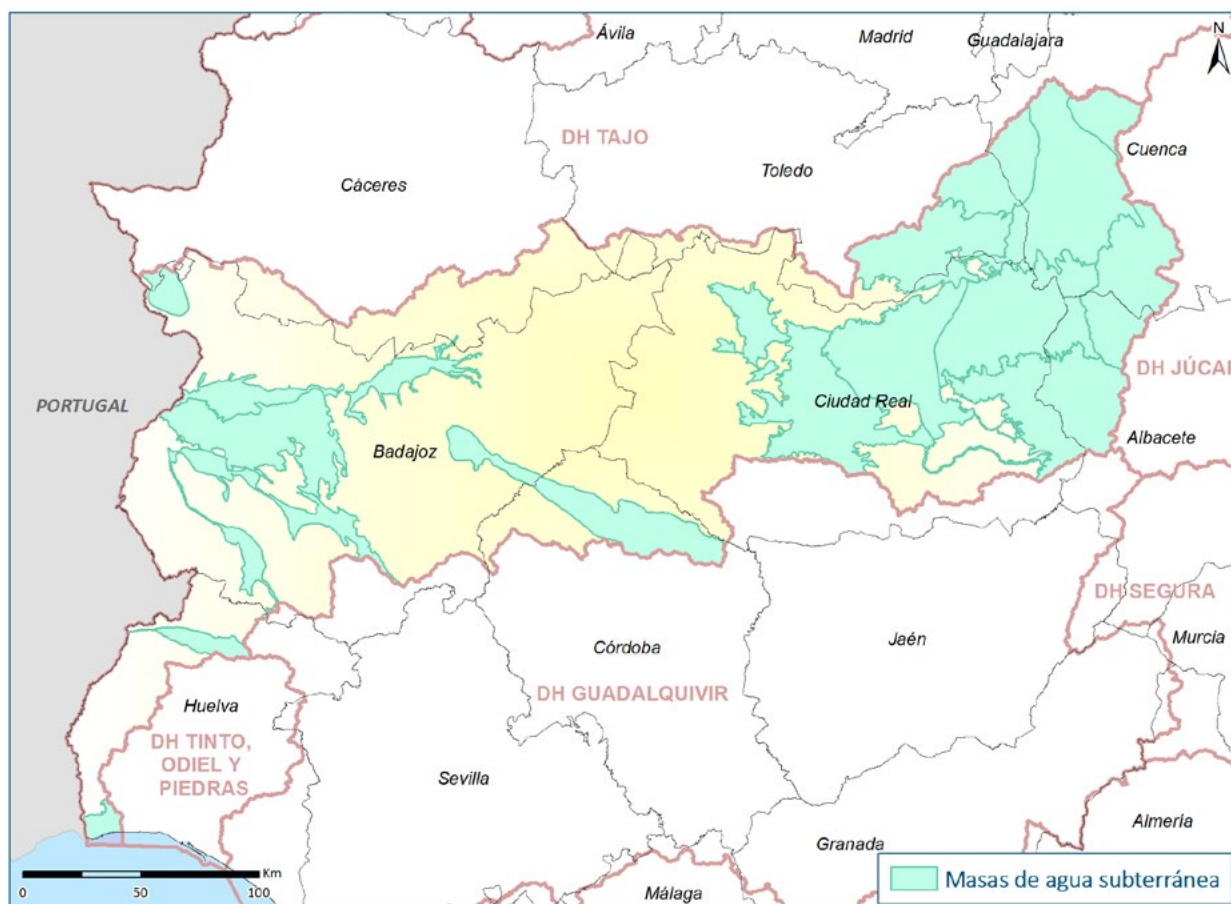 Ávila
Madrid
Guadalajara
N
DH TAJO
Cuenca
Toledo
Cáceres
DH JÚCAR
PORTUGAL
Ciudad Real
Albacete
Badajoz
DH SEGURA
Córdoba
Jaén
Murcia
DH GUADALQUIVIR
Huelva
DH TINTO,
ODIEL Y
PIEDRAS
Sevilla
Almeria
Granada
Km
0 50 100
Málaga
Masas de agua subterránea